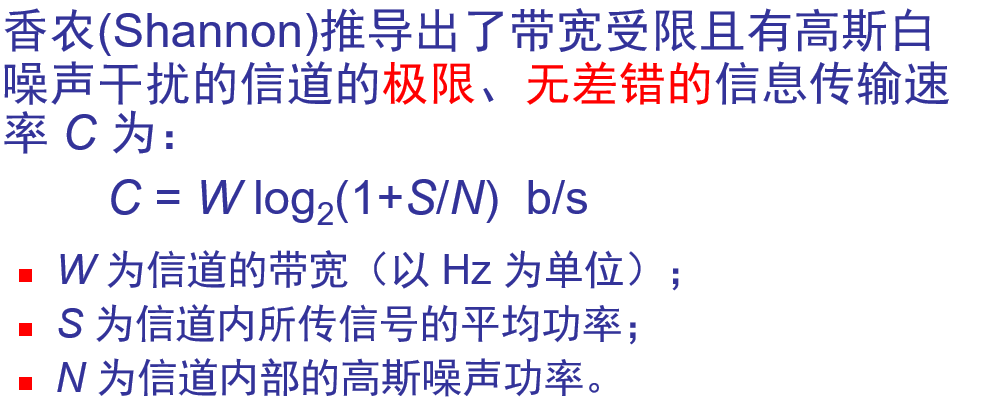 香农(Shannon)推导出了带宽受限且有高斯白
噪声干扰的信道的极限、无差错的信息传输速
率 C 为：
C = W log₂(1+S/N) b/s
▪ W 为信道的带宽（以 Hz 为单位）；
▪ S 为信道内所传信号的平均功率；
▪ N 为信道内部的高斯噪声功率。